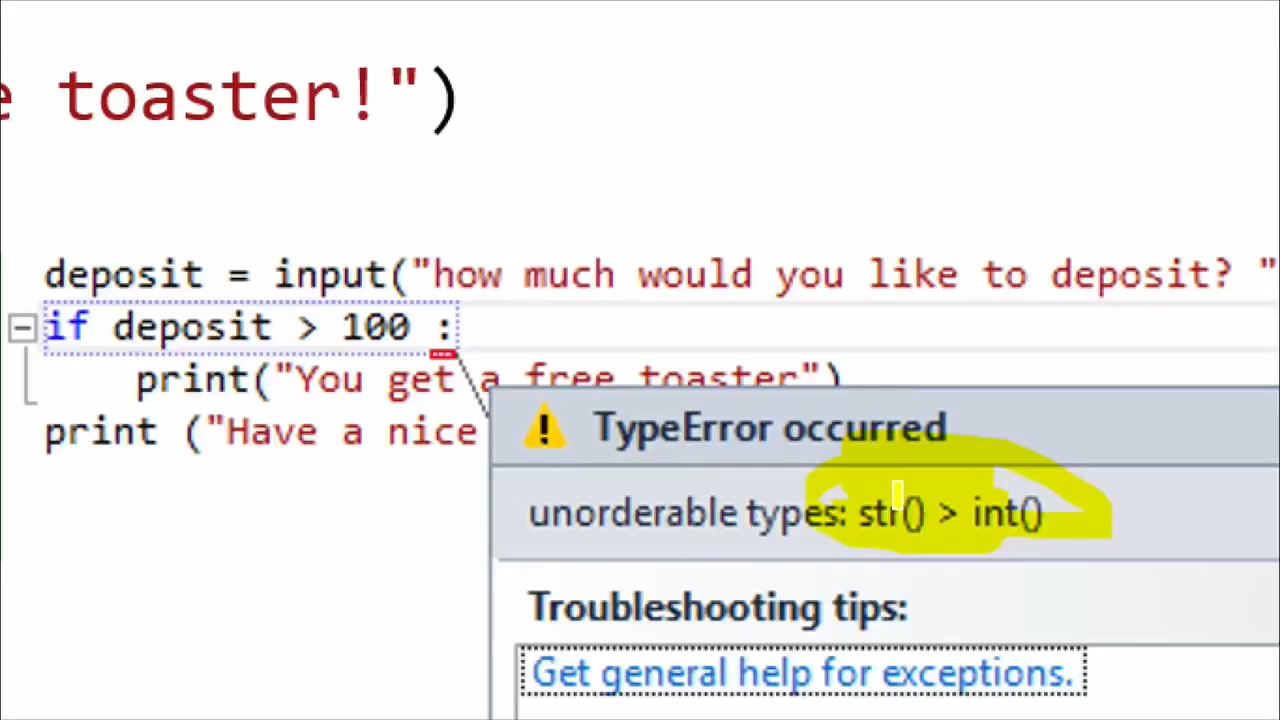 e toaster!")
deposit = input("how much would you like to deposit? "
if deposit > 100 :
print("You get a free toaster")
print ("Have a nice
TypeError occurred
unorderable types: str() > int()
Troubleshooting tips:
Get general help for exceptions.